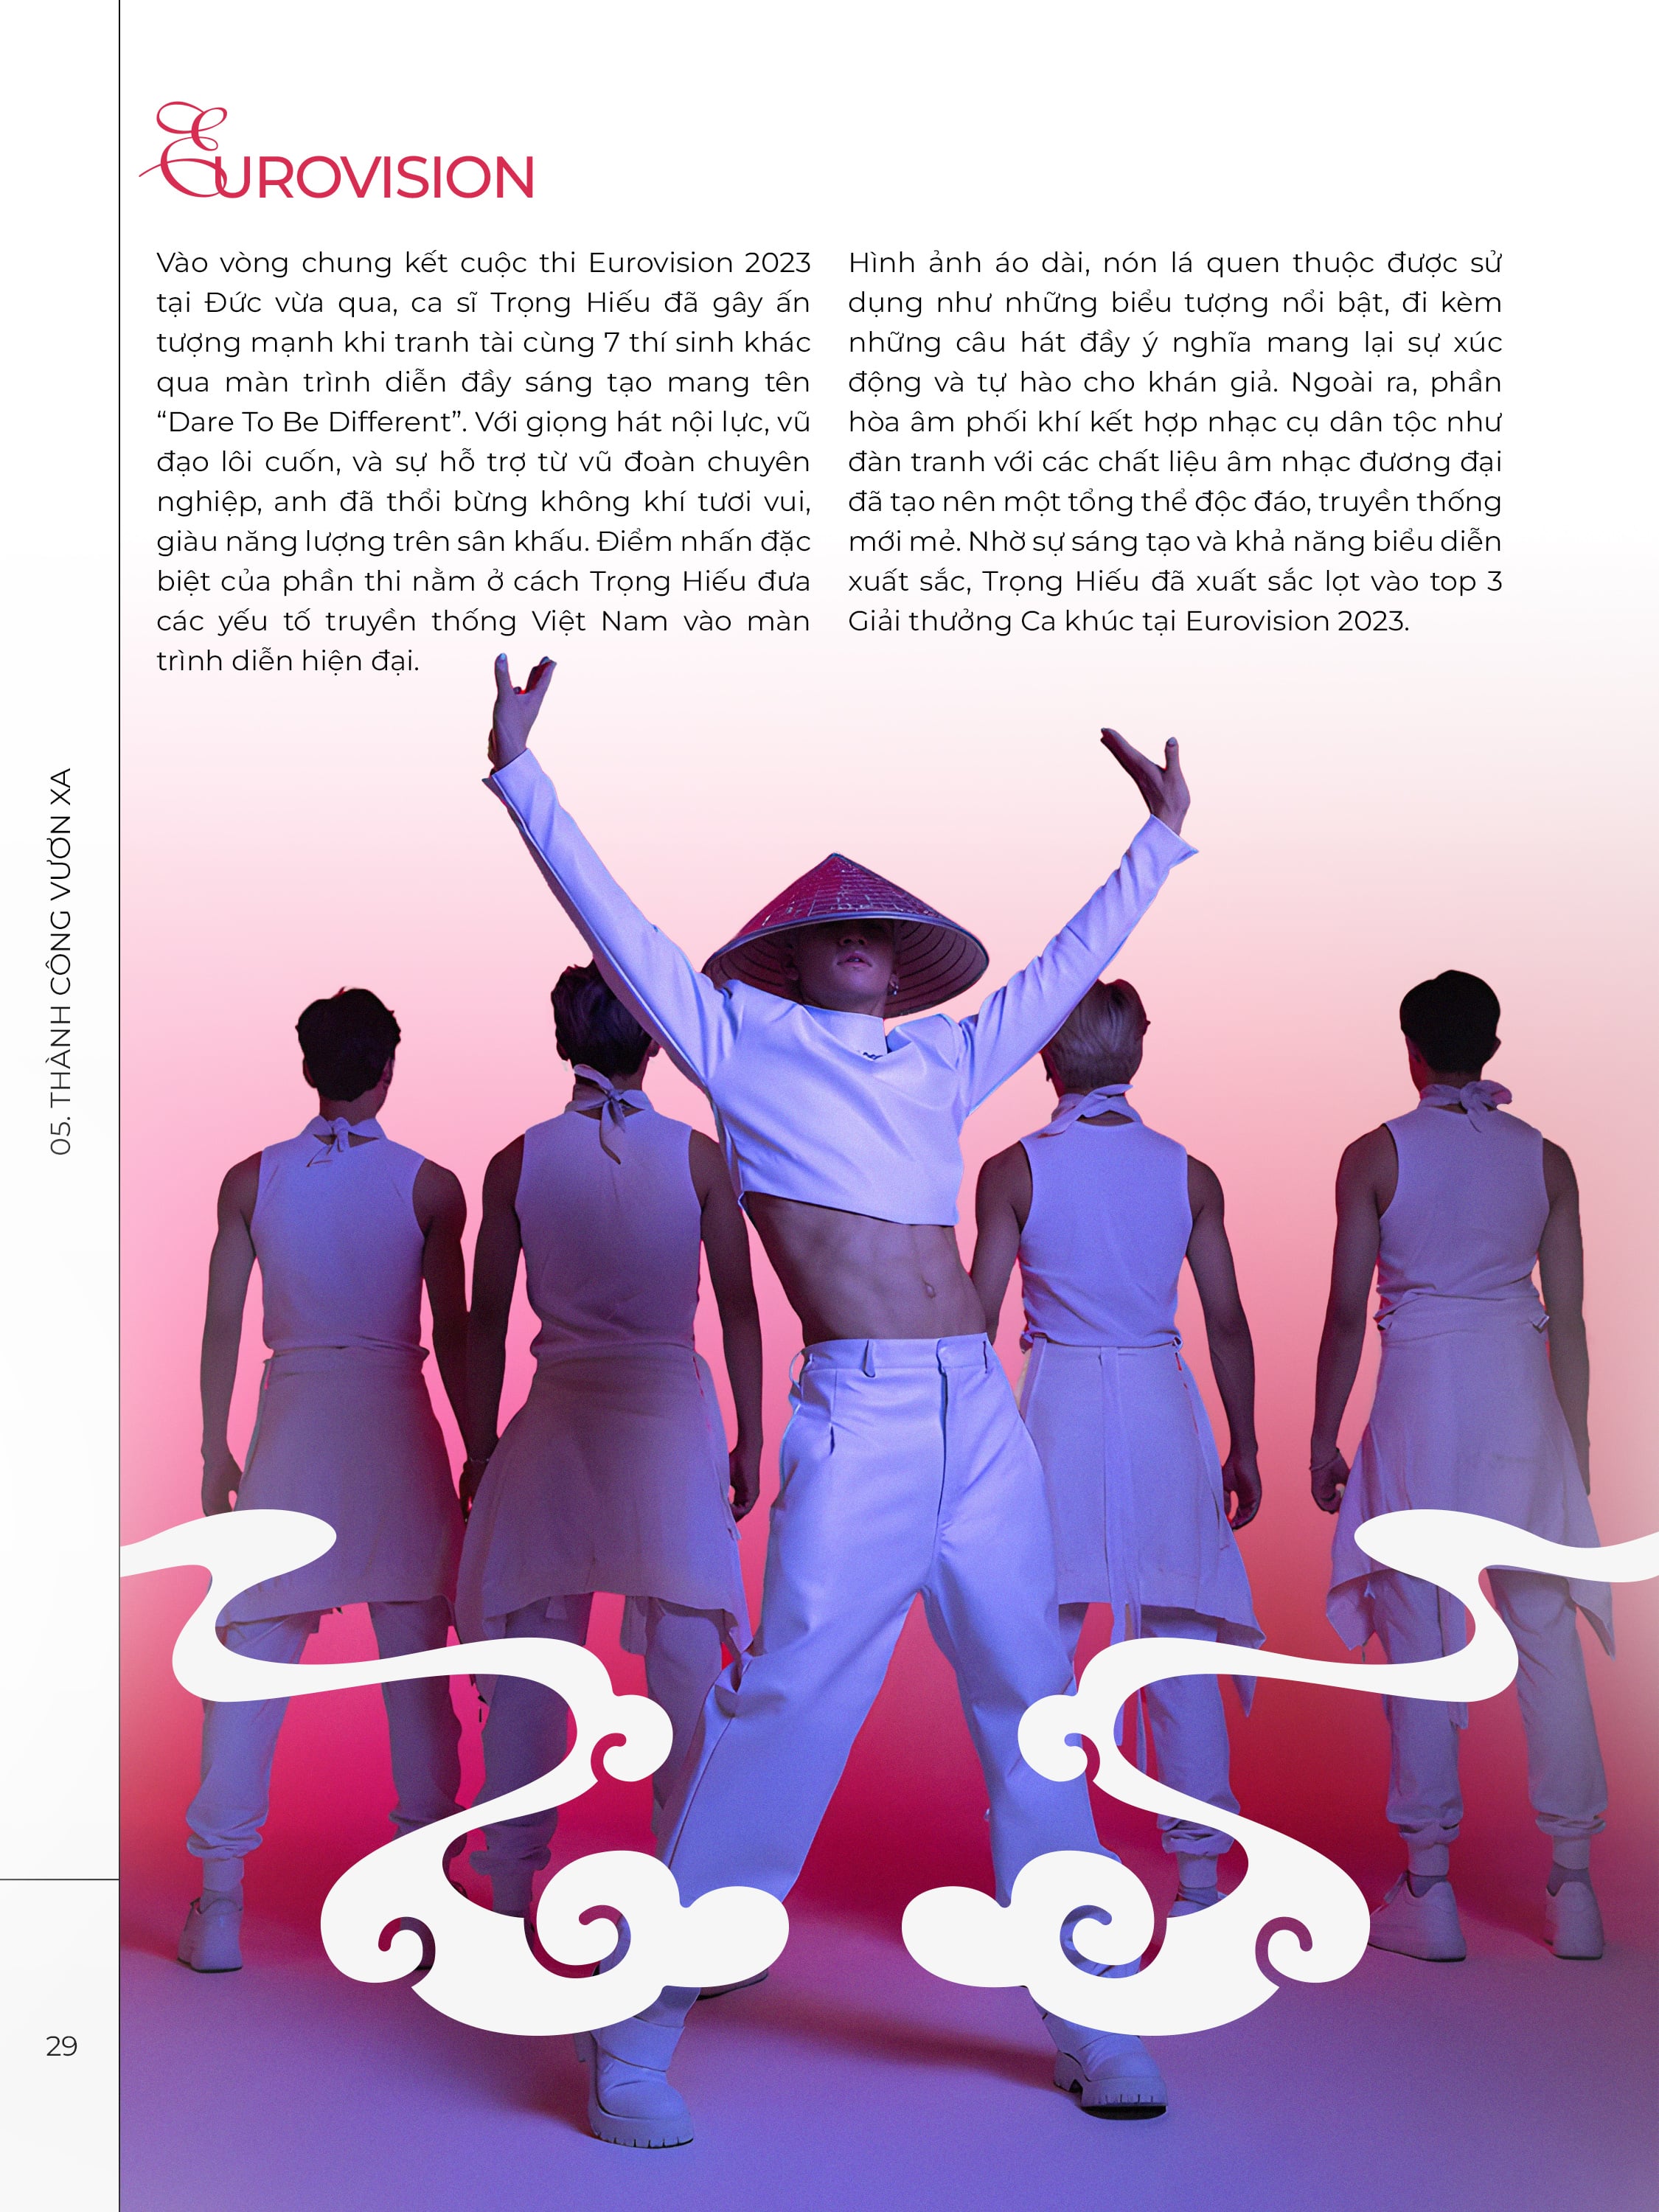 EUROVISION
Vào vòng chung kết cuộc thi Eurovision 2023
tại Đức vừa qua, ca sĩ Trọng Hiếu đã gây ấn
tượng mạnh khi tranh tài cùng 7 thí sinh khác
qua màn trình diễn đầy sáng tạo mang tên
“Dare To Be Different”. Với giọng hát nội lực, vũ
đạo lôi cuốn, và sự hỗ trợ từ vũ đoàn chuyên
nghiệp, anh đã thổi bừng không khí tươi vui,
giàu năng lượng trên sân khấu. Điểm nhấn đặc
biệt của phần thi nằm ở cách Trọng Hiếu đưa
các yếu tố truyền thống Việt Nam vào màn
trình diễn hiện đại.
Hình ảnh áo dài, nón lá quen thuộc được sử
dụng như những biểu tượng nổi bật, đi kèm
những câu hát đầy ý nghĩa mang lại sự xúc
động và tự hào cho khán giả. Ngoài ra, phần
hòa âm phối khí kết hợp nhạc cụ dân tộc như
đàn tranh với các chất liệu âm nhạc đương đại
đã tạo nên một tổng thể độc đáo, truyền thống
mới mẻ. Nhờ sự sáng tạo và khả năng biểu diễn
xuất sắc, Trọng Hiếu đã xuất sắc lọt vào top 3
Giải thưởng Ca khúc tại Eurovision 2023.
05. THÀNH CÔNG VƯƠN XA
29